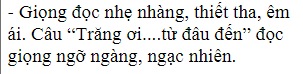 - Giọng đọc nhẹ nhàng, thiết tha, êm
ái. Câu “Trăng ơi....từ đâu đến” đọc
giọng ngỡ ngàng, ngạc nhiên.